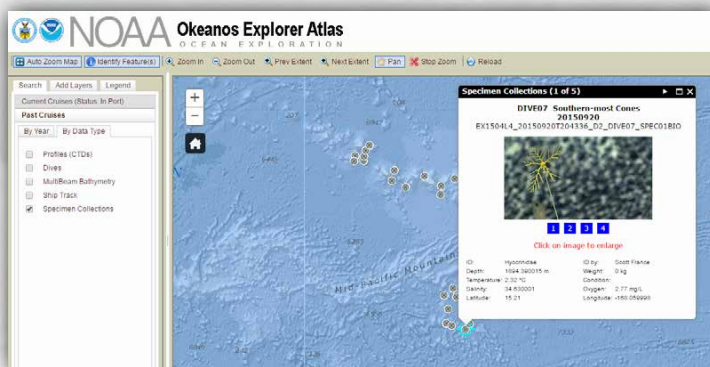 NOAA Okeanos Explorer Atlas
OCEAN EXPLORATION
Auto Zoom Map Identify Feature(s) Zoom In Zoom Out Prev Extent Next Extent Pan Stop Zoom Reload
Search Add Layers Legend
Current Cruises (Status: In Port)
Past Cruises
By Year By Data Type
Profiles (CTDs)
Dives
MultiBeam Bathymetry
Ship Track
Specimen Collections
+
−
Mid-Pacific Mountain
Specimen Collections (1 of 5)
DIVE07 Southern-most Cones
20150920
EX1504L4_20150920T204336_D2_DIVE07_SPEC01BIO
1 2 3 4
Click on image to enlarge
ID: Hyocrinidae ID by: Scott France
Depth: 1694.390015 m Weight: 0 kg
Temperature: 2.32 °C Condition:
Salinity: 34.630001 Oxygen: 2.77 mg/L
Latitude: 15.21 Longitude: -169.059998